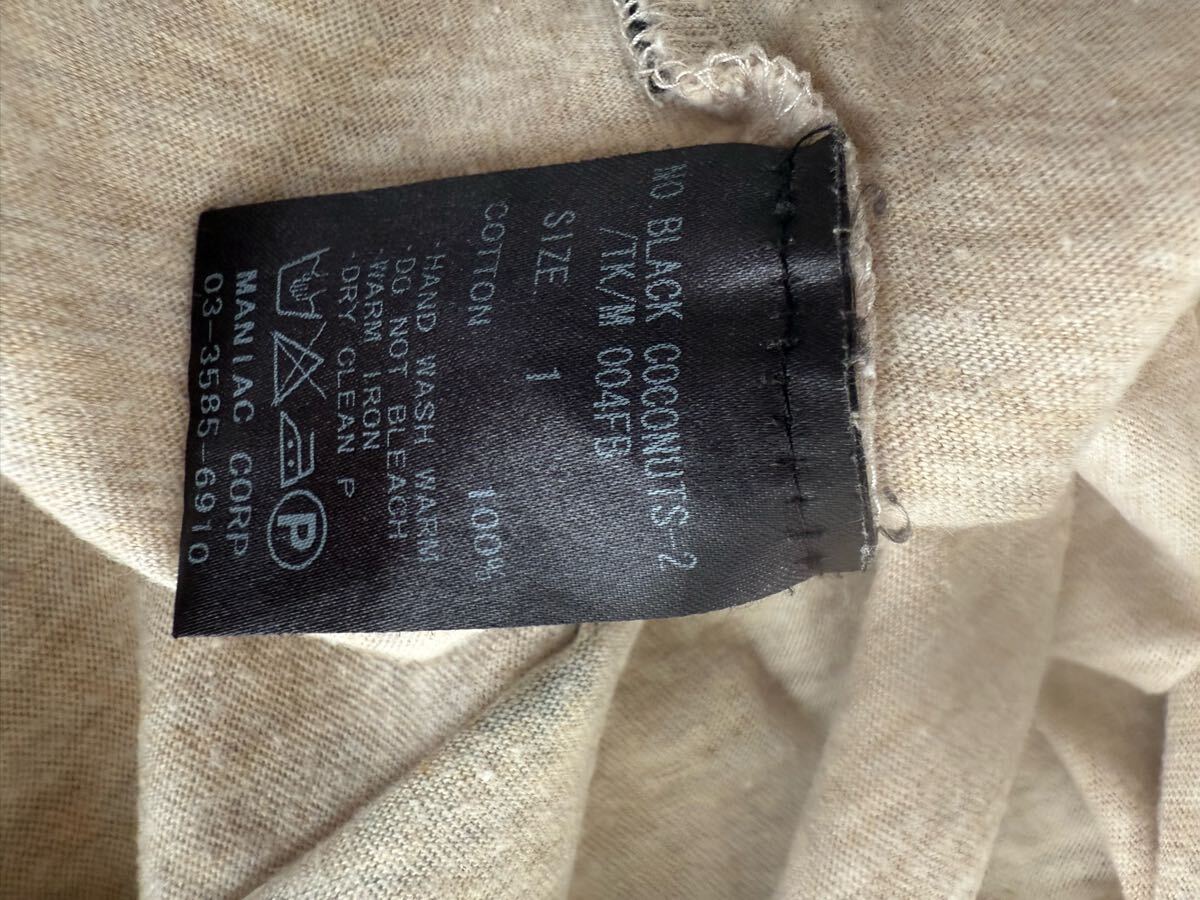 NO BLACK COCONUTS-2
/TK/M 004FB
SIZE 1
COTTON 100%
·HAND WASH WARM
·DO NOT BLEACH
·WARM IRON
·DRY CLEAN P
P
MANIAC CORP
03-3585-6910